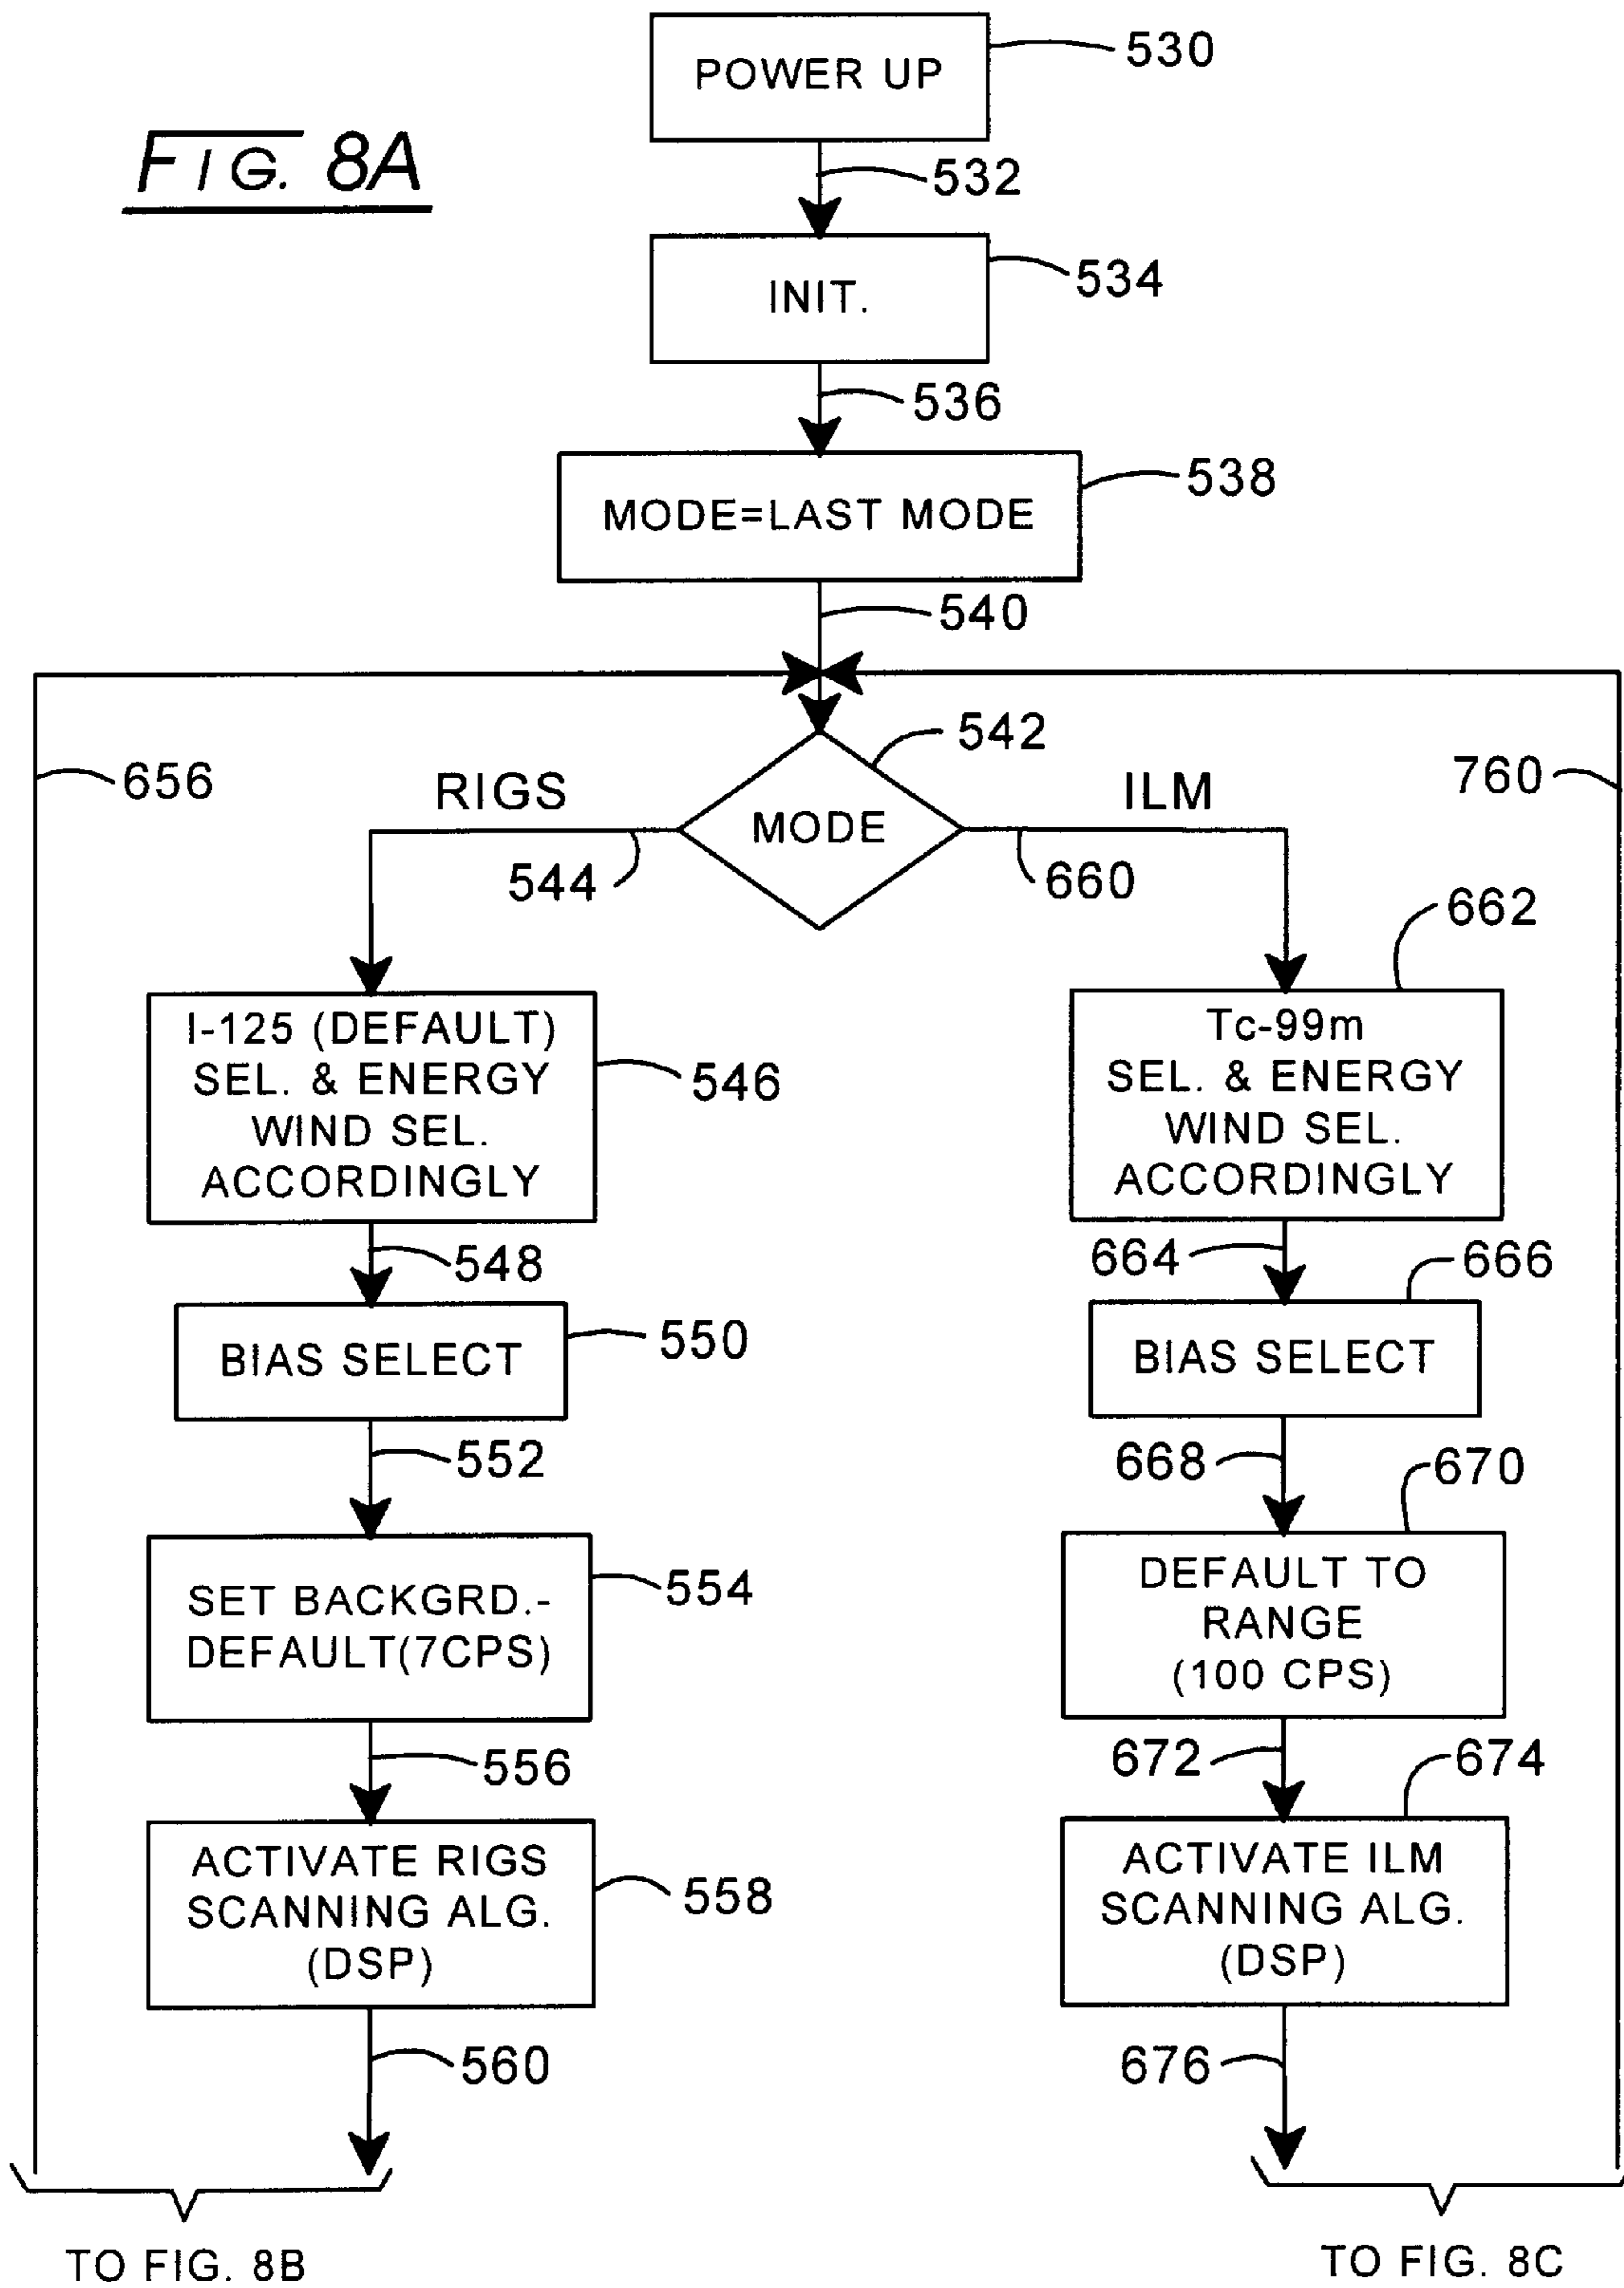 FIG. 8A
POWER UP
530
532
INIT.
534
536
MODE=LAST MODE
538
540
542
MODE
656
RIGS
544
ILM
660
760
662
I-125 (DEFAULT)
SEL. & ENERGY
WIND SEL.
ACCORDINGLY
546
Tc-99m
SEL. & ENERGY
WIND SEL.
ACCORDINGLY
548
664
666
BIAS SELECT
550
BIAS SELECT
552
668
670
SET BACKGRD.-
DEFAULT(7CPS)
554
DEFAULT TO
RANGE
(100 CPS)
556
672
674
ACTIVATE RIGS
SCANNING ALG.
(DSP)
558
ACTIVATE ILM
SCANNING ALG.
(DSP)
560
676
TO FIG. 8B
TO FIG. 8C